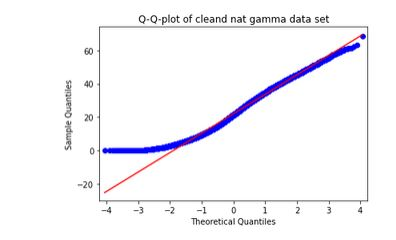 Q-Q-plot of cleand nat gamma data set
60
40
20
0
−20
Sample Quantiles
−4 −3 −2 −1 0 1 2 3 4
Theoretical Quantiles